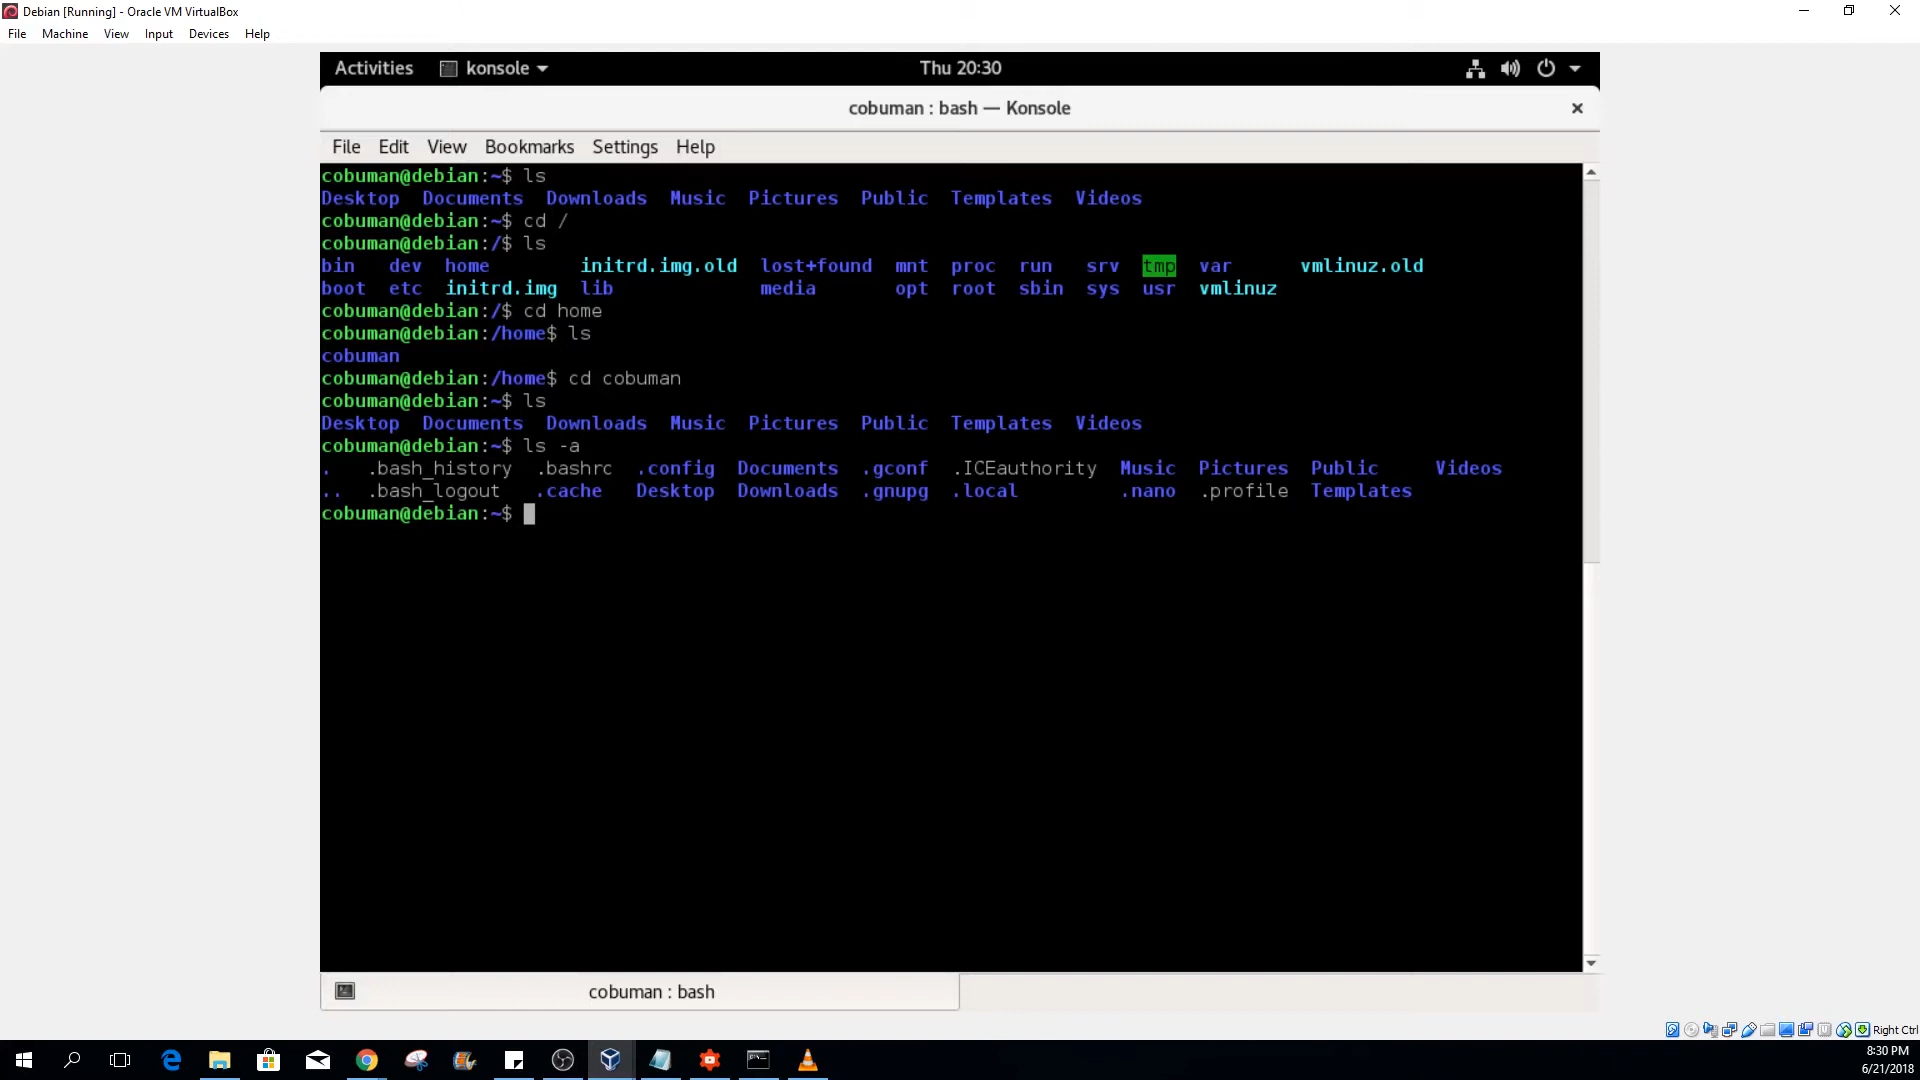 Debian [Running] - Oracle VM VirtualBox
File Machine View Input Devices Help
Activities konsole Thu 20:30
cobuman : bash — Konsole
File Edit View Bookmarks Settings Help
cobuman@debian:~$ ls
Desktop Documents Downloads Music Pictures Public Templates Videos
cobuman@debian:~$ cd /
cobuman@debian:/$ ls
bin dev home initrd.img.old lost+found mnt proc run srv tmp var vmlinuz.old
boot etc initrd.img lib media opt root sbin sys usr vmlinuz
cobuman@debian:/$ cd home
cobuman@debian:/home$ ls
cobuman
cobuman@debian:/home$ cd cobuman
cobuman@debian:~$ ls
Desktop Documents Downloads Music Pictures Public Templates Videos
cobuman@debian:~$ ls -a
. .bash_history .bashrc .config Documents .gconf .ICEauthority Music Pictures Public Videos
.. .bash_logout .cache Desktop Downloads .gnupg .local .nano .profile Templates
cobuman@debian:~$
cobuman : bash
Right Ctrl
8:30 PM
6/21/2018